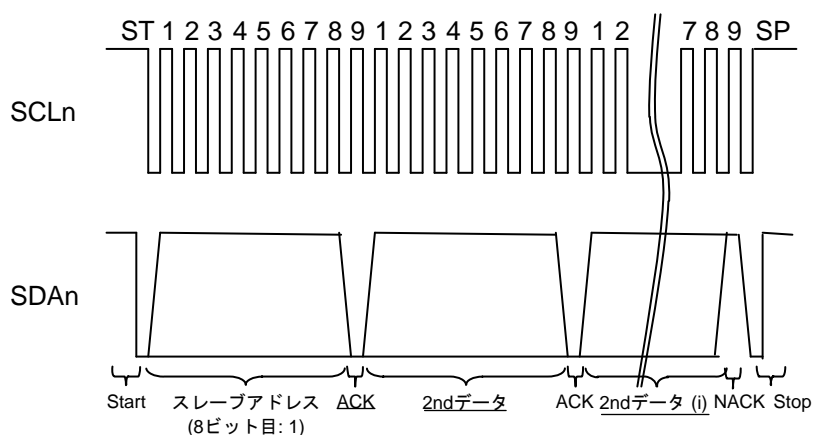 ST 1 2 3 4 5 6 7 8 9 1 2 3 4 5 6 7 8 9 1 2 7 8 9 SP
SCLn
SDAn
Start スレーブアドレス ACK 2ndデータ ACK 2ndデータ (i) NACK Stop
(8ビット目: 1)